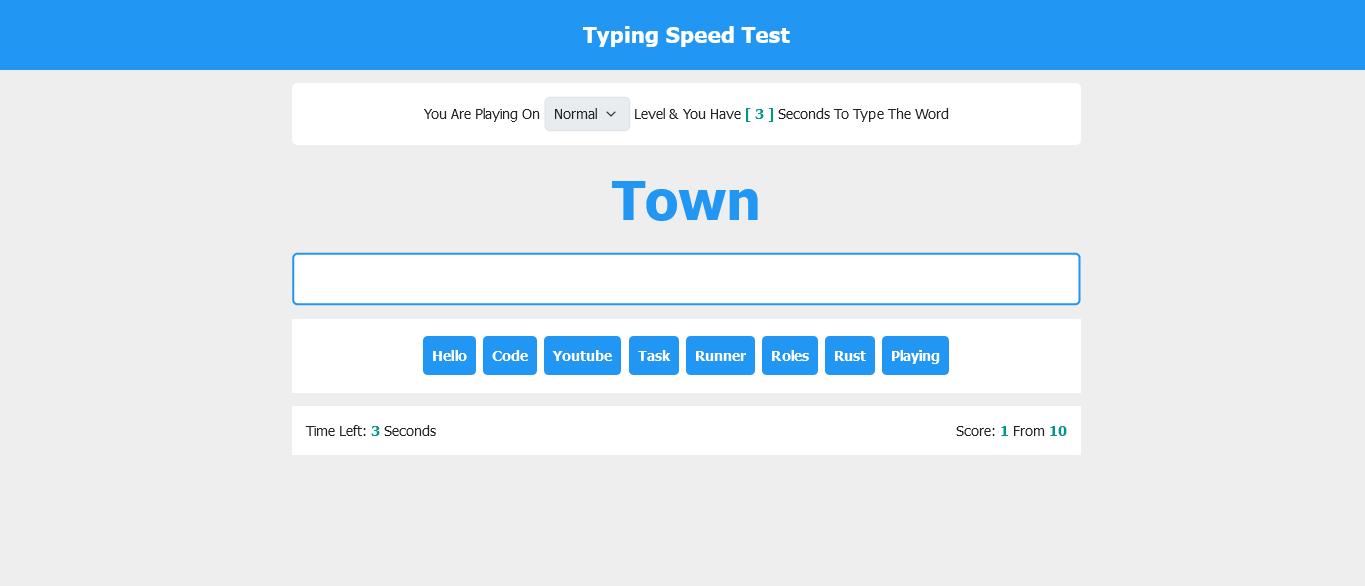 Typing Speed Test
You Are Playing On Normal Level & You Have [ 3 ] Seconds To Type The Word
Town
Hello Code Youtube Task Runner Roles Rust Playing
Time Left: 3 Seconds Score: 1 From 10